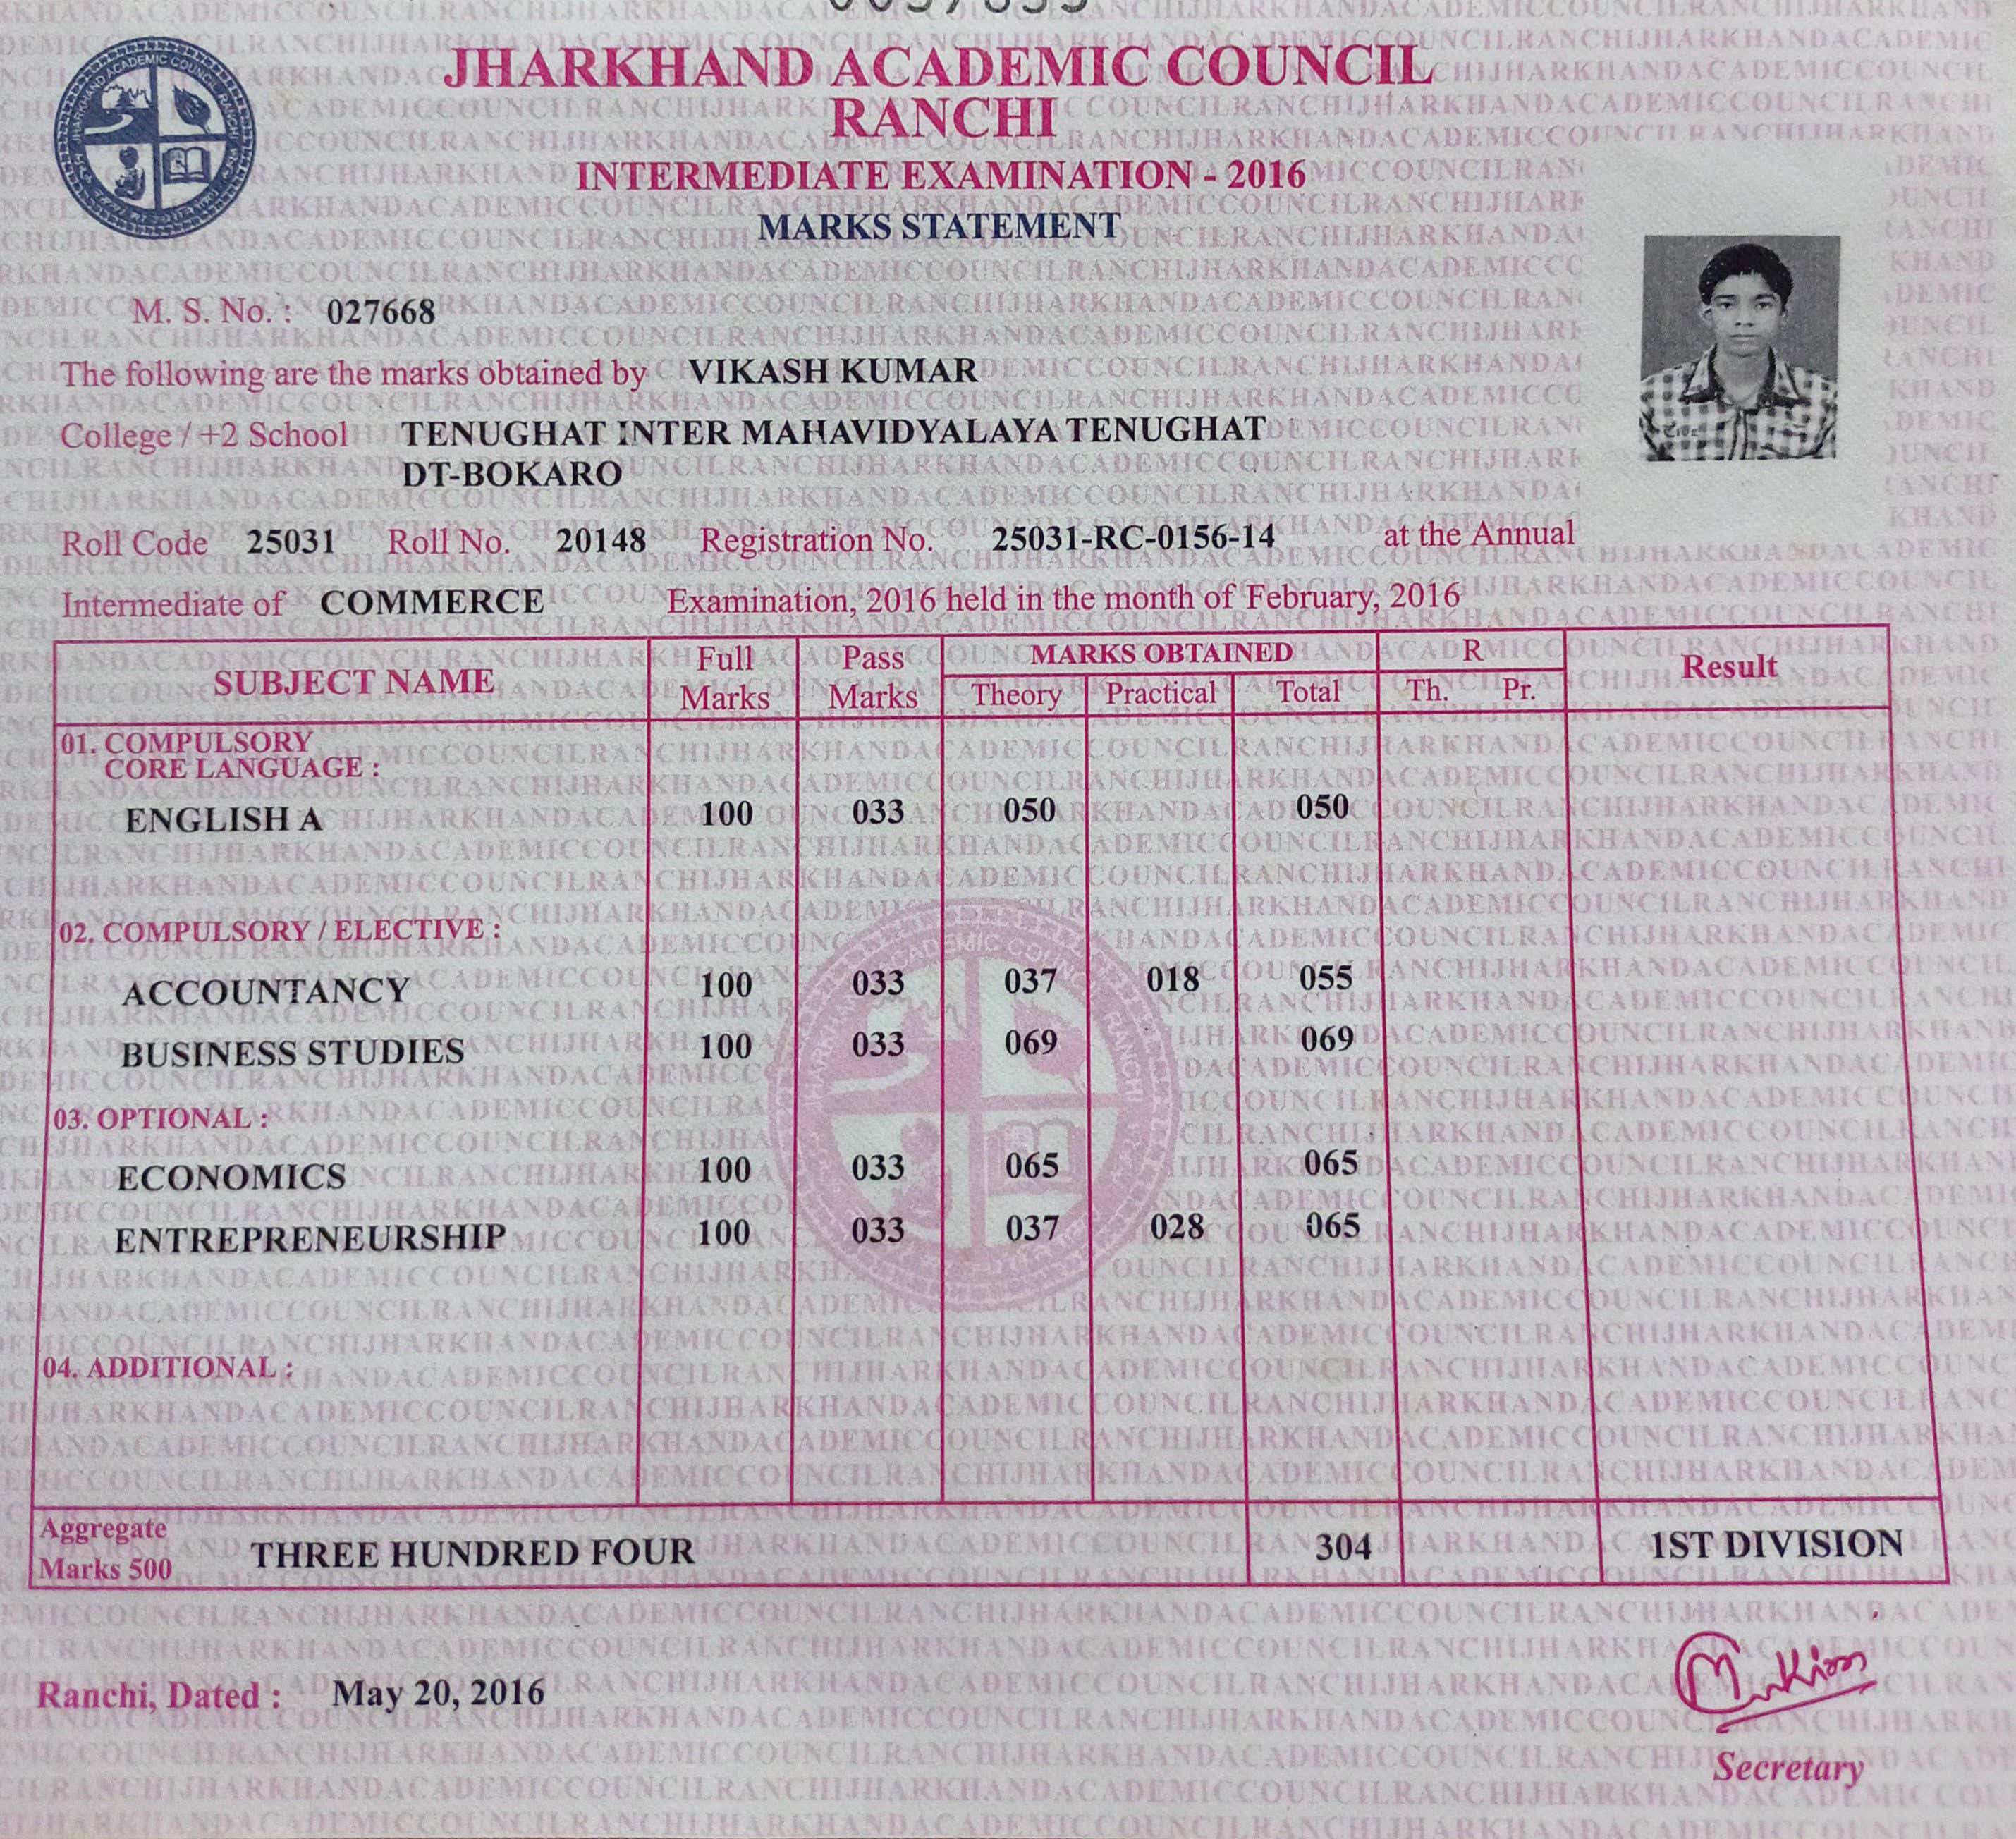 JHARKHAND ACADEMIC COUNCIL
RANCHI
INTERMEDIATE EXAMINATION - 2016
MARKS STATEMENT
M. S. No. : 027668
The following are the marks obtained by VIKASH KUMAR
College / +2 School TENUGHAT INTER MAHAVIDYALAYA TENUGHAT
DT-BOKARO
Roll Code 25031 Roll No. 20148 Registration No. 25031-RC-0156-14 at the Annual
Intermediate of COMMERCE Examination, 2016 held in the month of February, 2016
SUBJECT NAME Full Marks Pass Marks MARKS OBTAINED R Result
Theory Practical Total Th. Pr.
01. COMPULSORY
CORE LANGUAGE :
ENGLISH A 100 033 050 050
02. COMPULSORY / ELECTIVE :
ACCOUNTANCY 100 033 037 018 055
BUSINESS STUDIES 100 033 069 069
03. OPTIONAL :
ECONOMICS 100 033 065 065
ENTREPRENEURSHIP 100 033 037 028 065
04. ADDITIONAL :
Aggregate
Marks 500 THREE HUNDRED FOUR 304 1ST DIVISION
Ranchi, Dated : May 20, 2016
Secretary